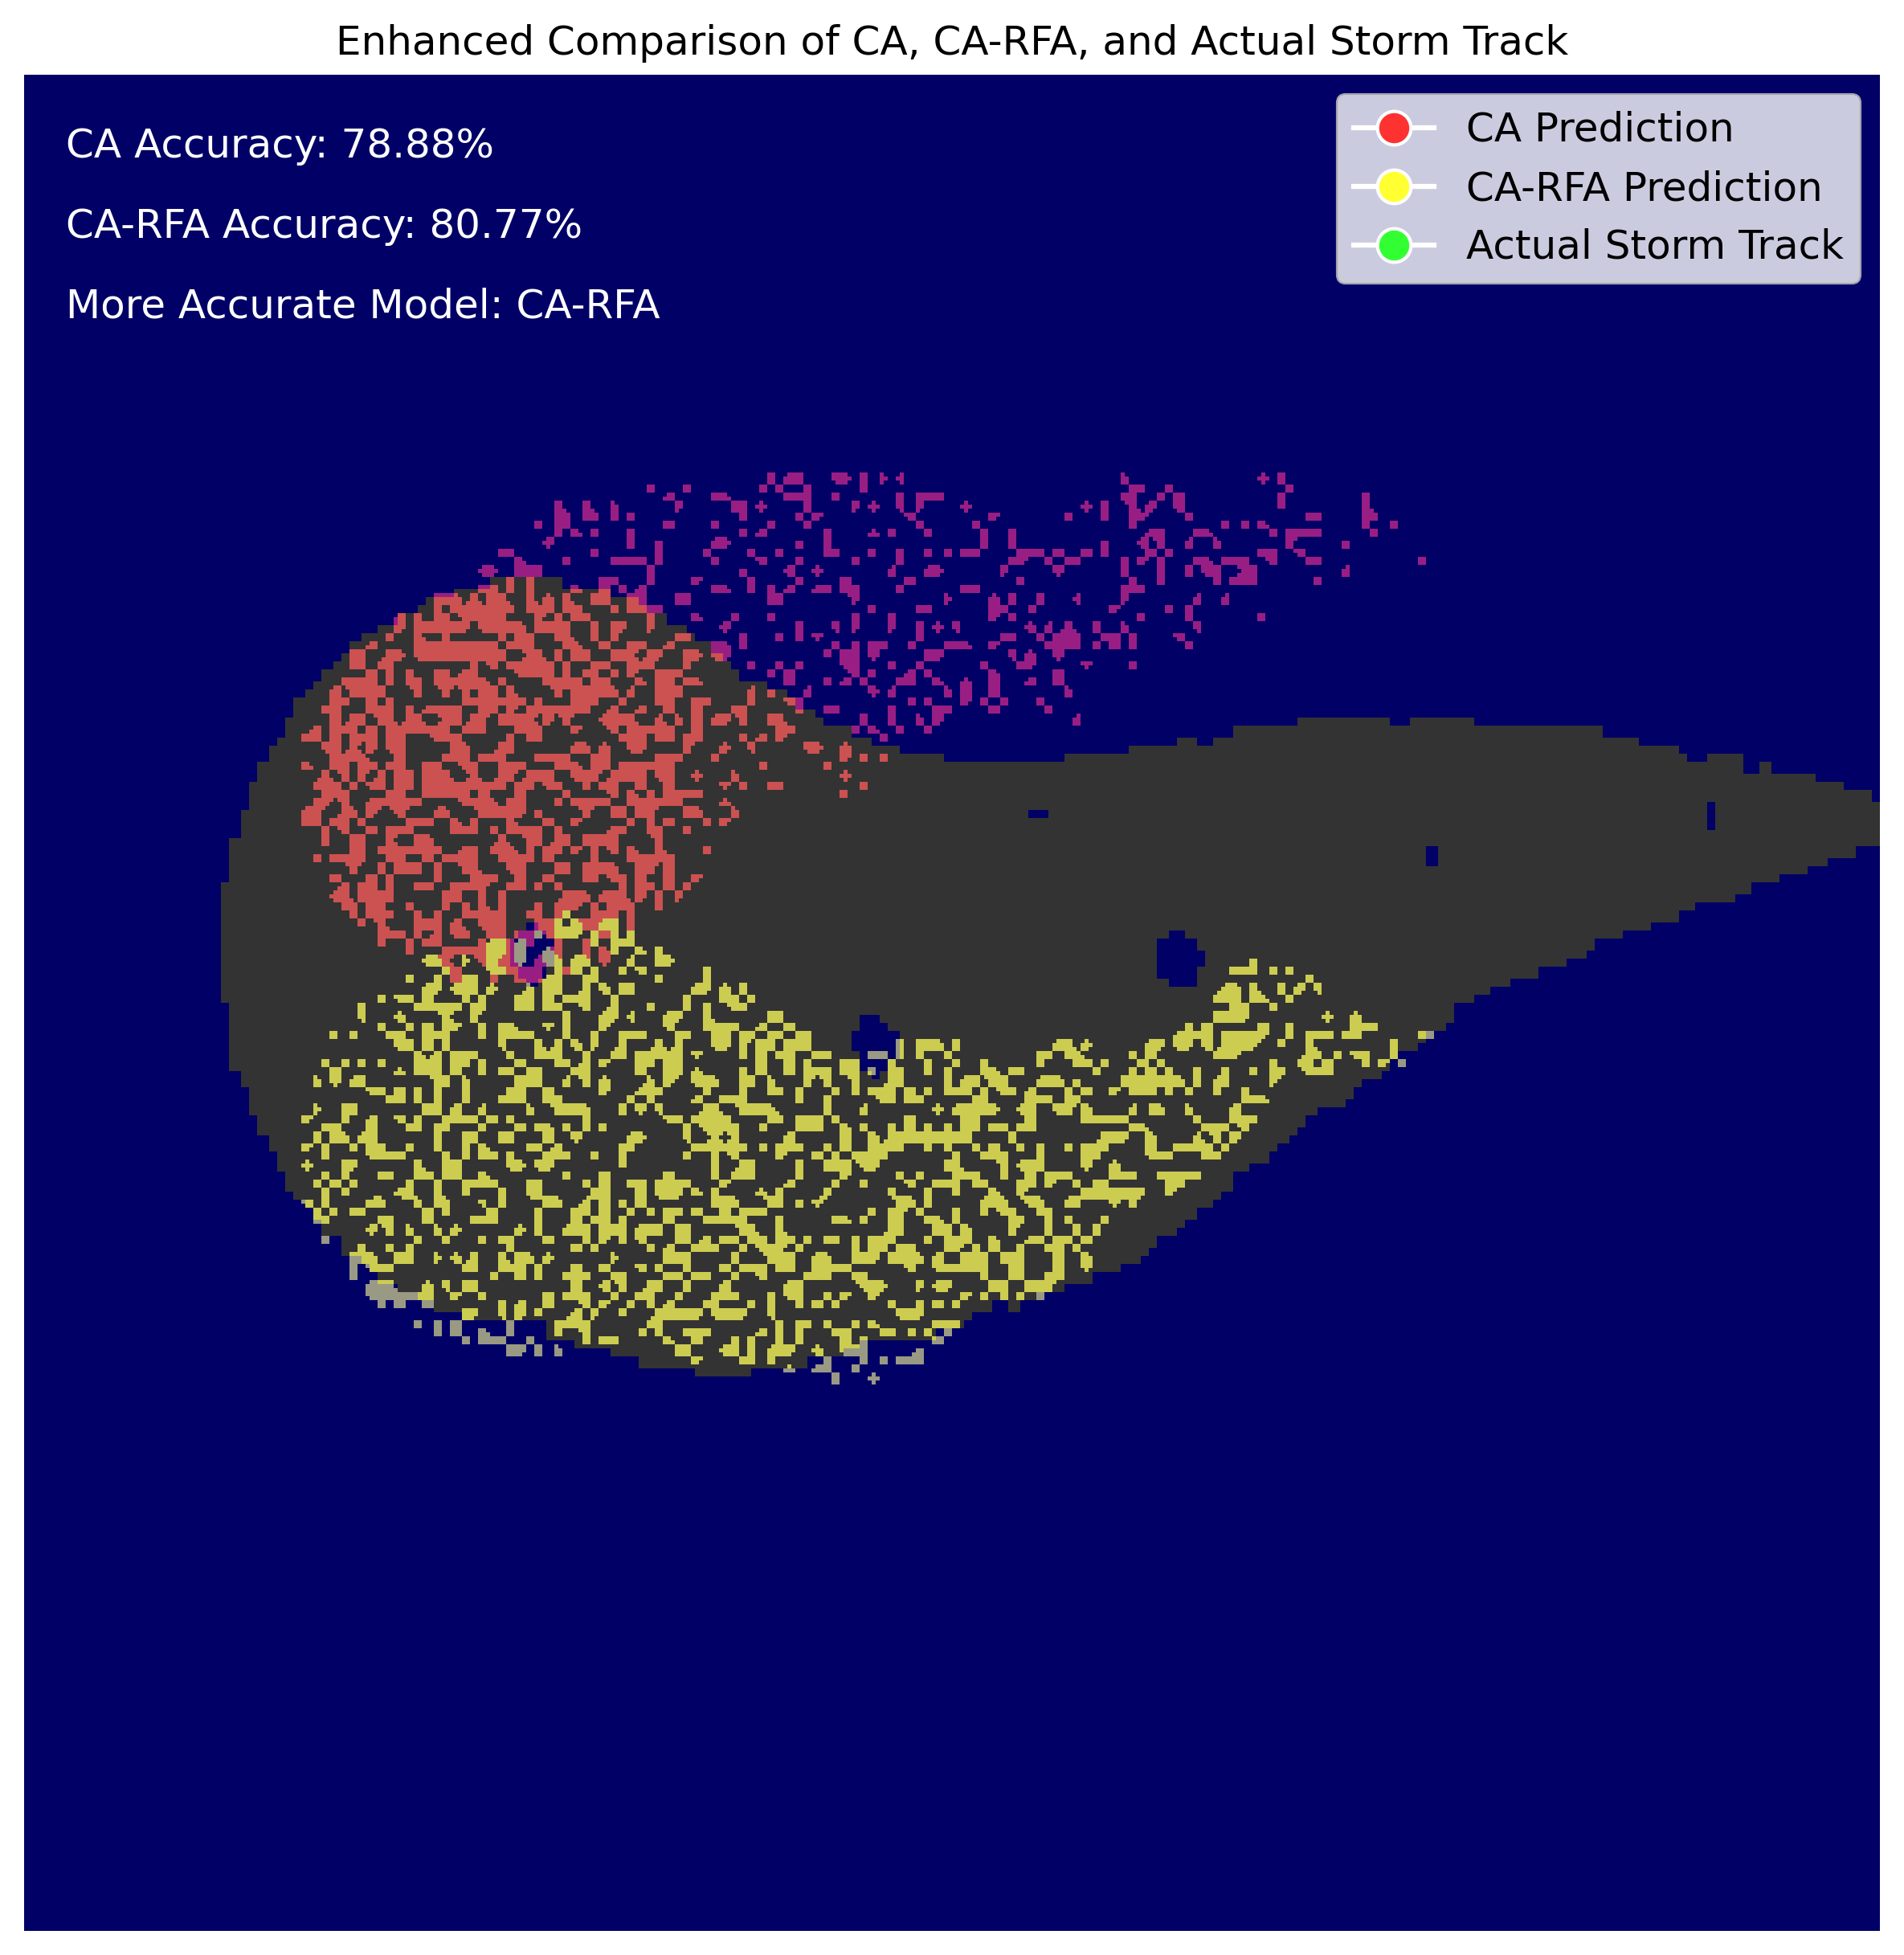 Enhanced Comparison of CA, CA-RFA, and Actual Storm Track
CA Accuracy: 78.88%
CA-RFA Accuracy: 80.77%
More Accurate Model: CA-RFA
CA Prediction
CA-RFA Prediction
Actual Storm Track